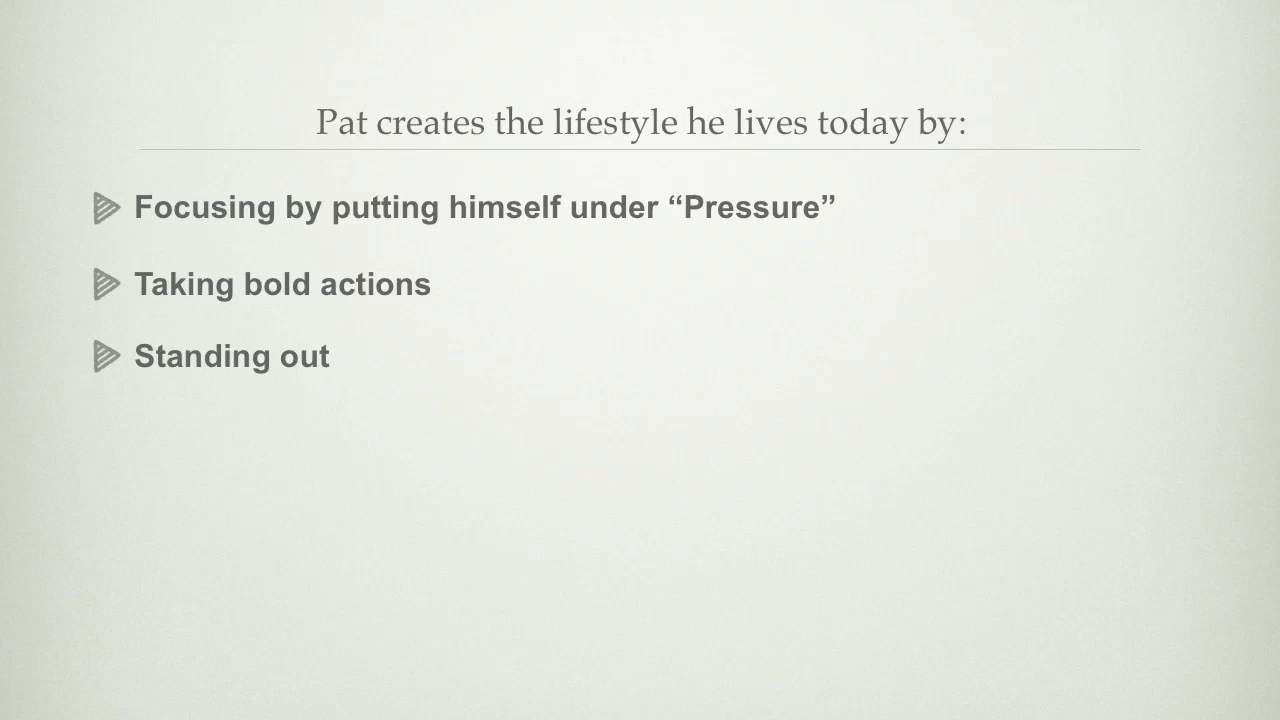 Pat creates the lifestyle he lives today by:
Focusing by putting himself under “Pressure”
Taking bold actions
Standing out